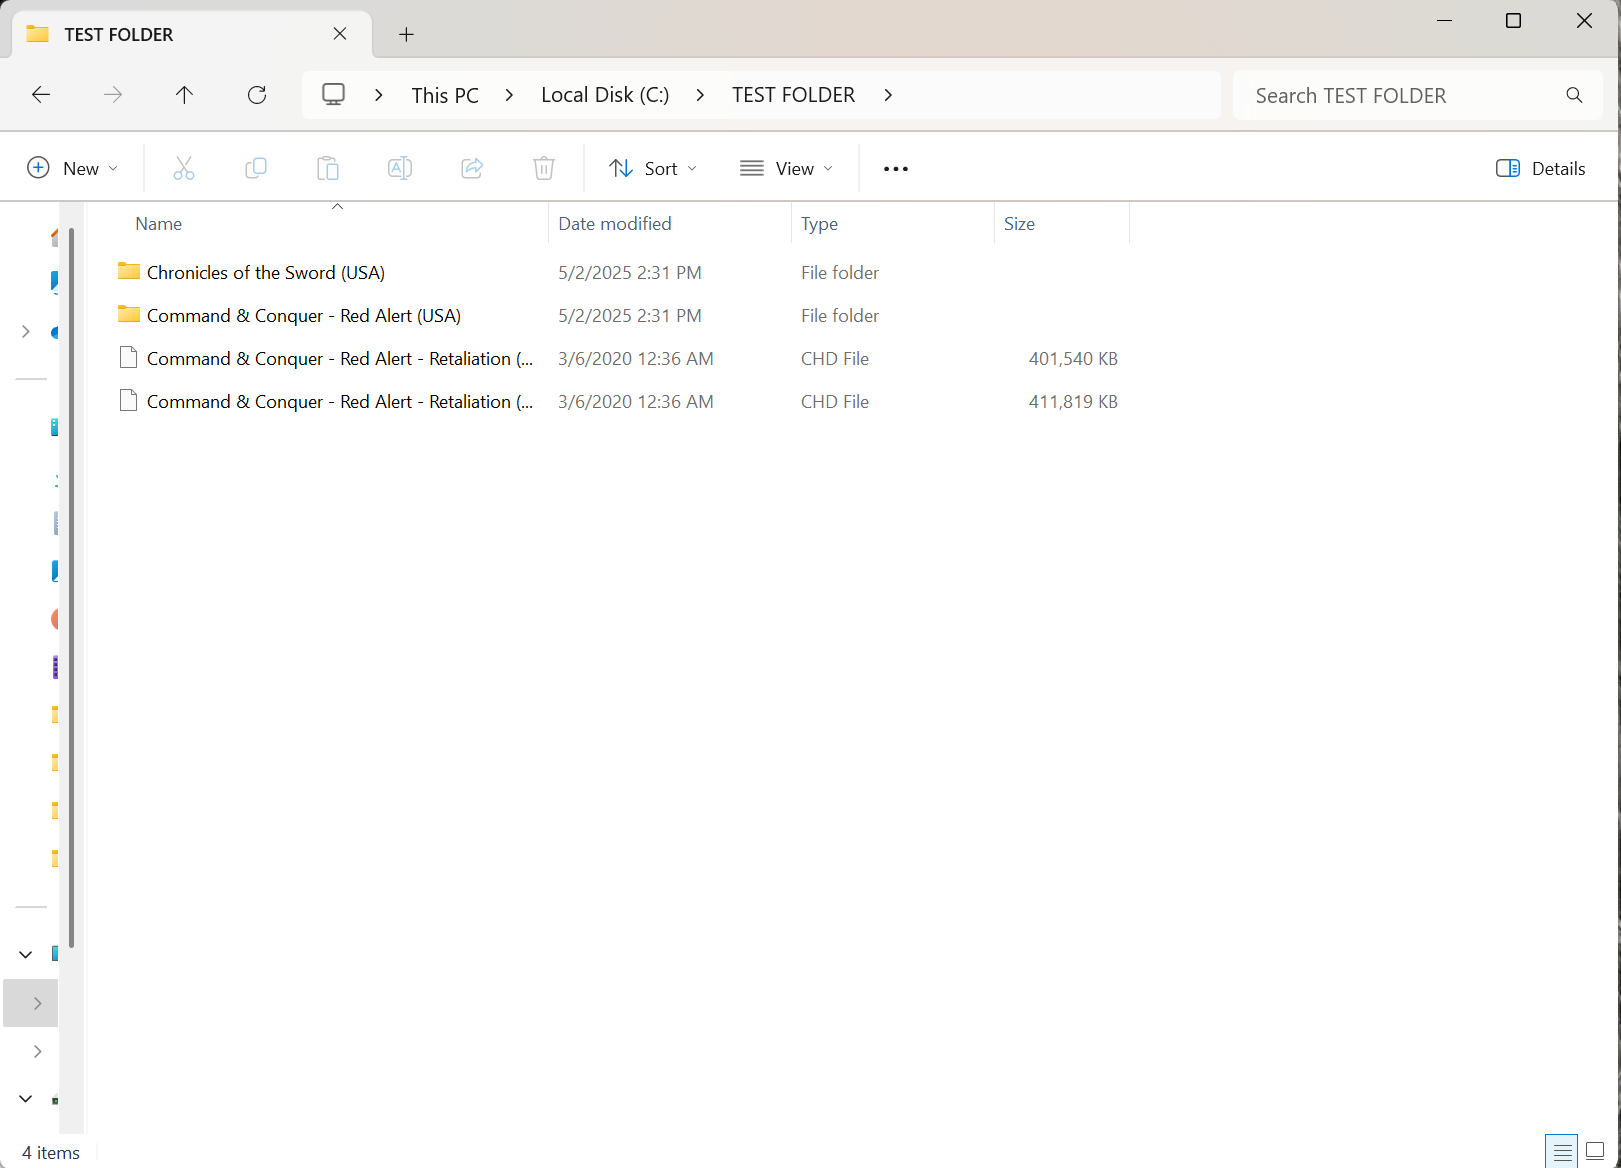 TEST FOLDER
This PC > Local Disk (C:) > TEST FOLDER >
Search TEST FOLDER
New
Sort
View
Details
Name Date modified Type Size
Chronicles of the Sword (USA) 5/2/2025 2:31 PM File folder
Command & Conquer - Red Alert (USA) 5/2/2025 2:31 PM File folder
Command & Conquer - Red Alert - Retaliation (... 3/6/2020 12:36 AM CHD File 401,540 KB
Command & Conquer - Red Alert - Retaliation (... 3/6/2020 12:36 AM CHD File 411,819 KB
4 items